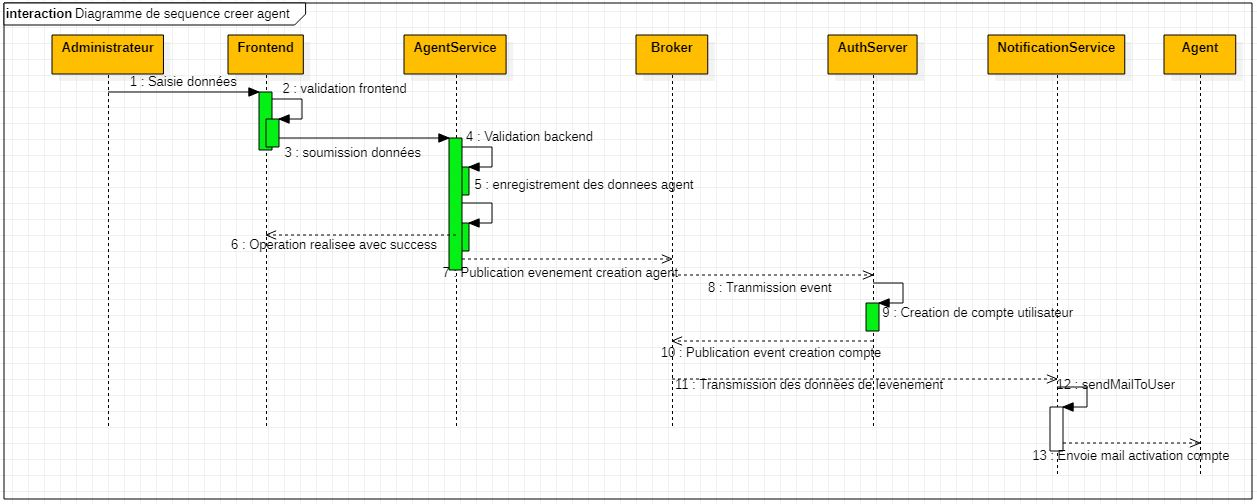 interaction Diagramme de sequence creer agent
Administrateur
Frontend
AgentService
Broker
AuthServer
NotificationService
Agent
1 : Saisie données
2 : validation frontend
3 : soumission données
4 : Validation backend
5 : enregistrement des donnees agent
6 : Operation realisee avec success
7 : Publication evenement creation agent
8 : Tranmission event
9 : Creation de compte utilisateur
10 : Publication event creation compte
11 : Transmission des données de levenement
12 : sendMailToUser
13 : Envoie mail activation compte